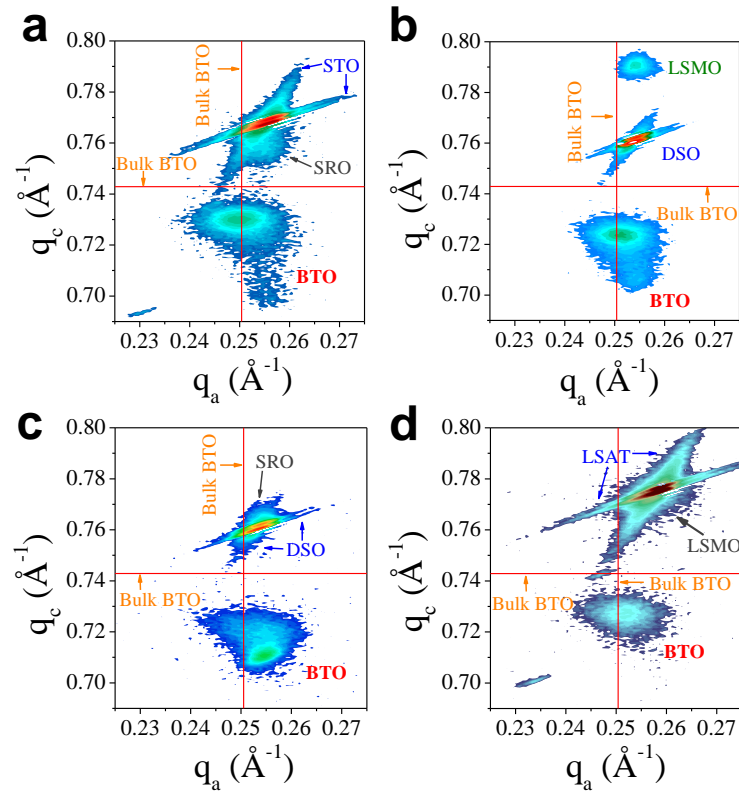 a
0.80
0.78
0.76
0.74
0.72
0.70
q_c (Å⁻¹)
0.23 0.24 0.25 0.26 0.27
q_a (Å⁻¹)
Bulk BTO
STO
Bulk BTO
SRO
BTO
b
0.80
0.78
0.76
0.74
0.72
0.70
q_c (Å⁻¹)
0.23 0.24 0.25 0.26 0.27
q_a (Å⁻¹)
LSMO
Bulk BTO
DSO
Bulk BTO
BTO
c
0.80
0.78
0.76
0.74
0.72
0.70
q_c (Å⁻¹)
0.23 0.24 0.25 0.26 0.27
q_a (Å⁻¹)
Bulk BTO
SRO
DSO
Bulk BTO
BTO
d
0.80
0.78
0.76
0.74
0.72
0.70
q_c (Å⁻¹)
0.23 0.24 0.25 0.26 0.27
q_a (Å⁻¹)
LSAT
LSMO
Bulk BTO
Bulk BTO
BTO